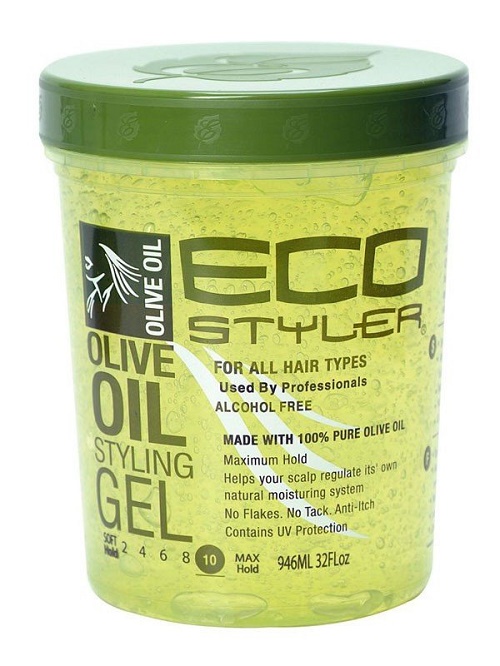 OLIVE OIL
ECO
STYLER®
OLIVE
OIL
STYLING
GEL
FOR ALL HAIR TYPES
Used By Professionals
ALCOHOL FREE
MADE WITH 100% PURE OLIVE OIL
Maximum Hold
Helps your scalp regulate its' own
natural moisturing system
No Flakes. No Tack. Anti-Itch
Contains UV Protection
SOFT Hold 2 4 6 8 10 MAX Hold 946ML 32FLoz